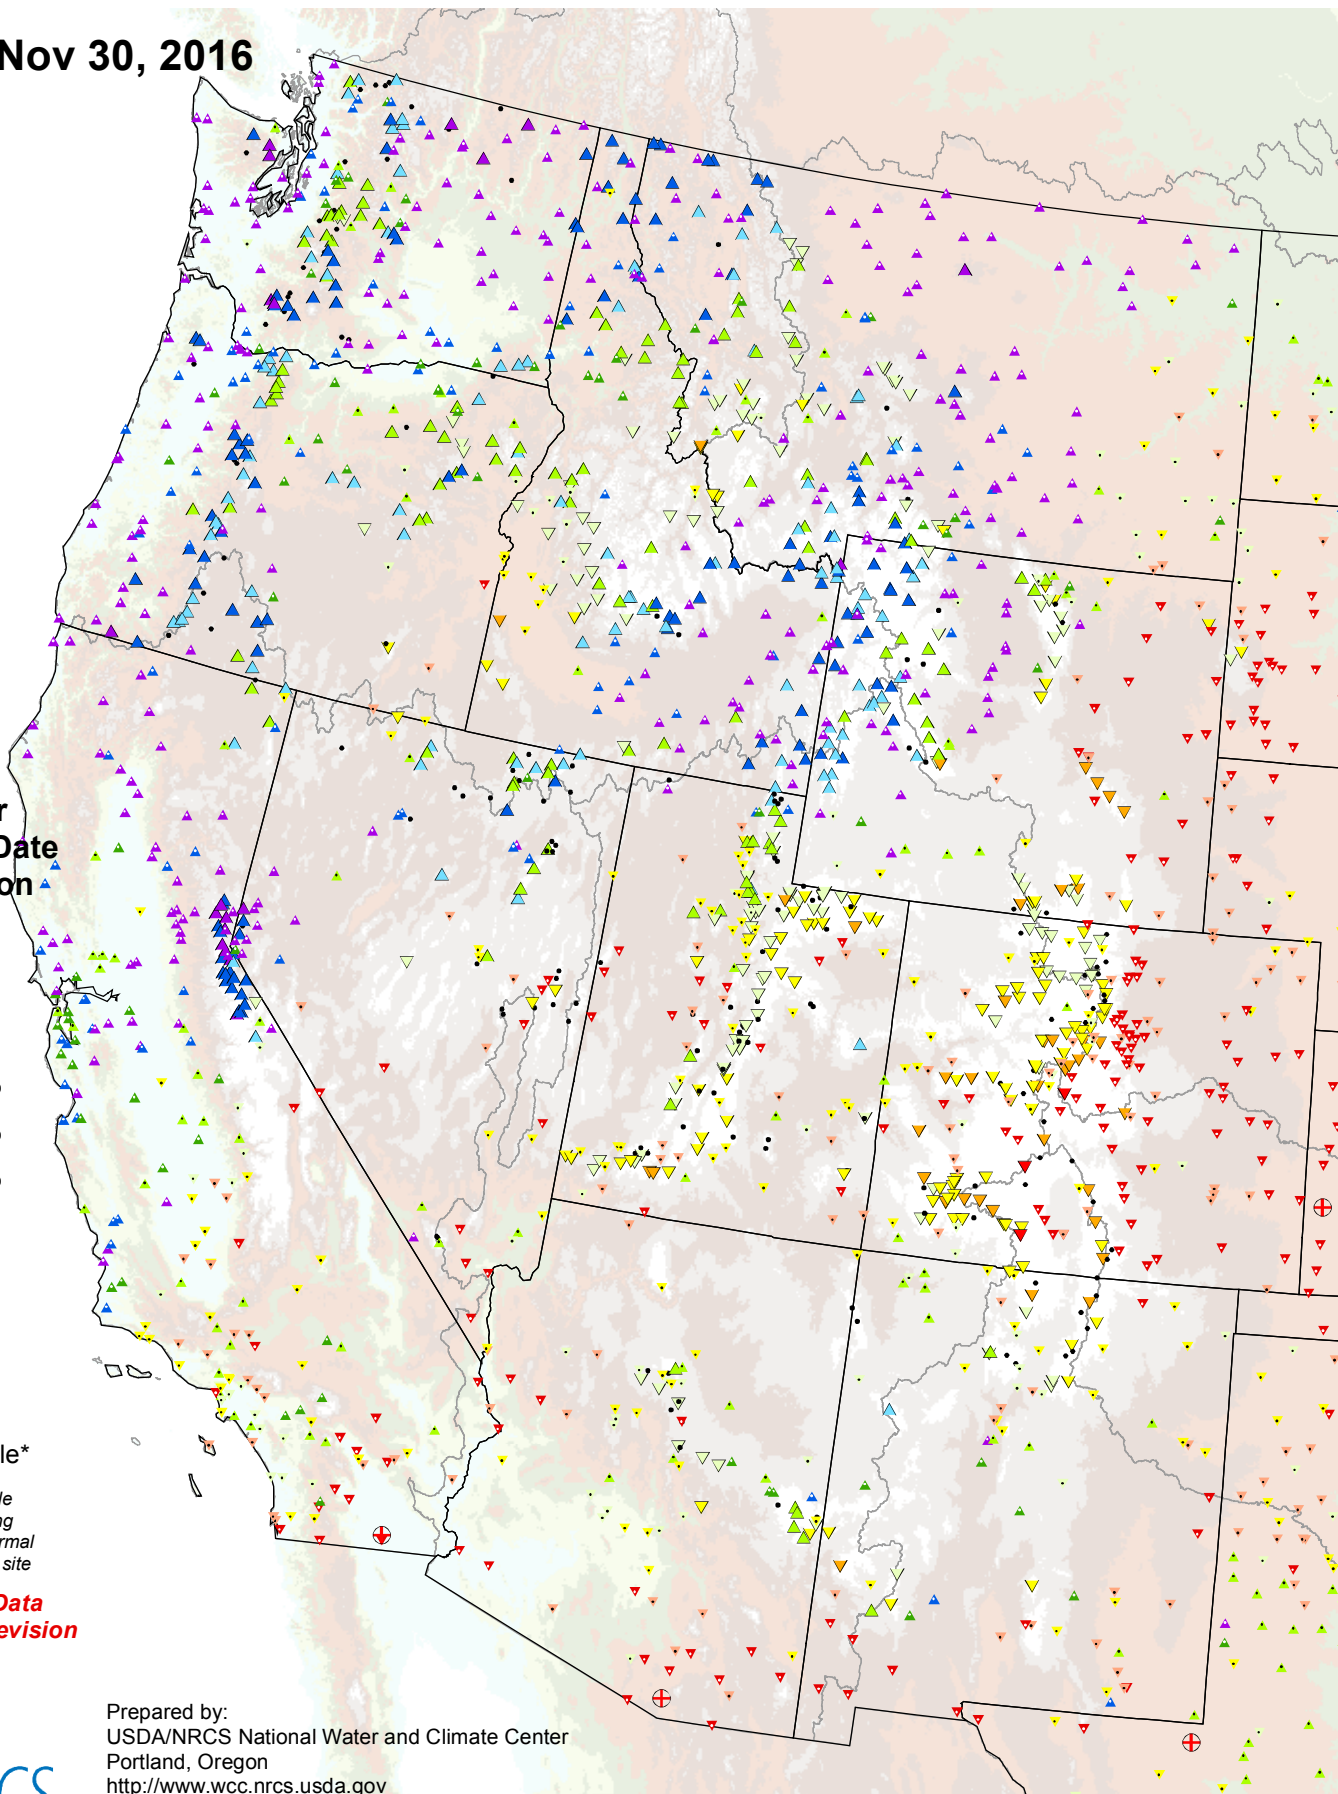 Nov 30, 2016
Date
on
le*
le
ng
rmal
site
Data
evision
Prepared by:
USDA/NRCS National Water and Climate Center
Portland, Oregon
http://www.wcc.nrcs.usda.gov
CS